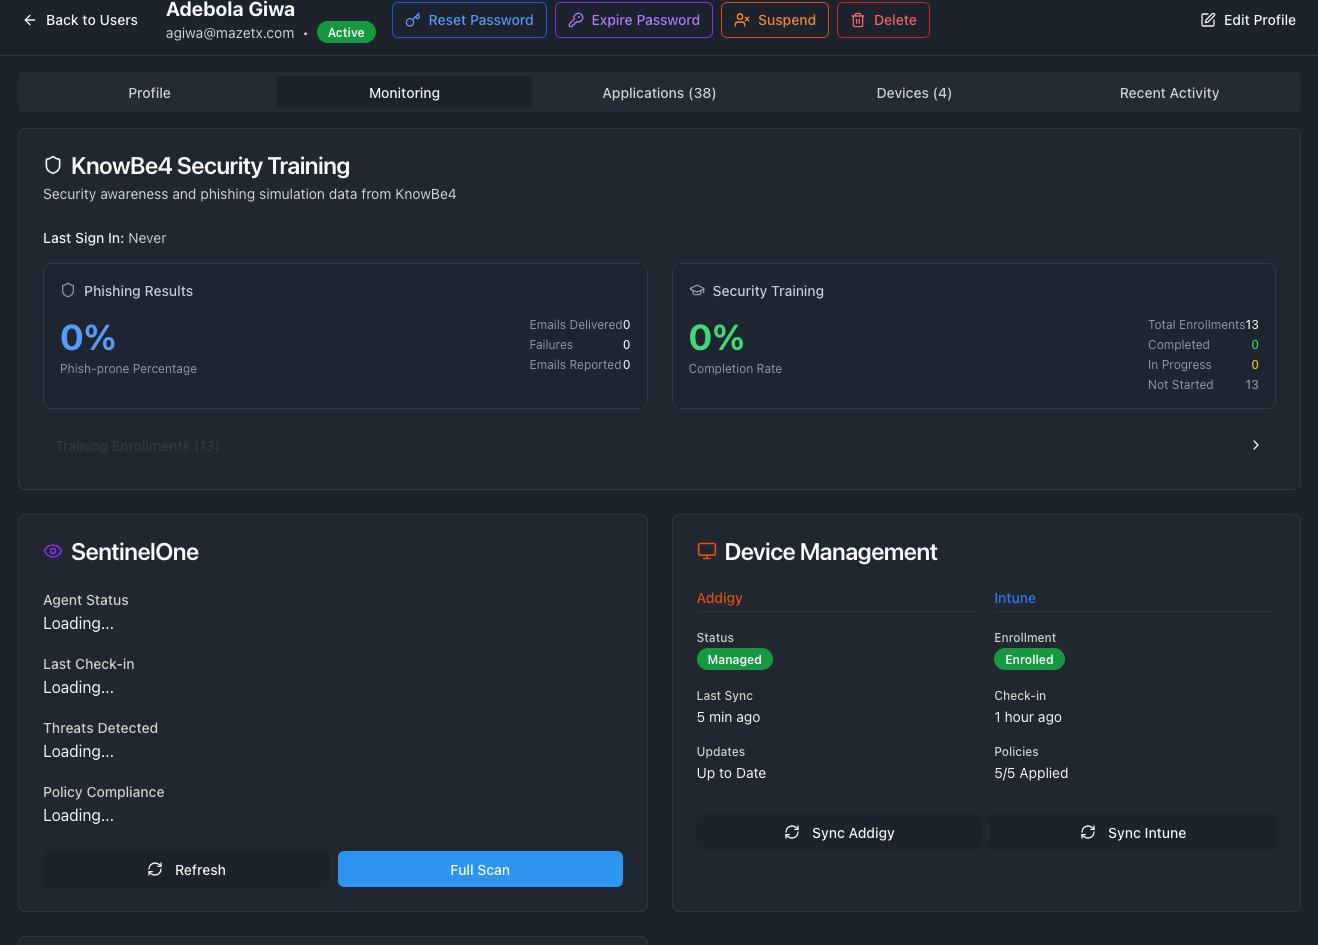 Back to Users
Adebola Giwa
agiwa@mazetx.com • Active
Reset Password
Expire Password
Suspend
Delete
Edit Profile
Profile
Monitoring
Applications (38)
Devices (4)
Recent Activity
KnowBe4 Security Training
Security awareness and phishing simulation data from KnowBe4
Last Sign In: Never
Phishing Results
0%
Phish-prone Percentage
Emails Delivered 0
Failures 0
Emails Reported 0
Security Training
0%
Completion Rate
Total Enrollments 13
Completed 0
In Progress 0
Not Started 13
Training Enrollments (13)
SentinelOne
Agent Status
Loading...
Last Check-in
Loading...
Threats Detected
Loading...
Policy Compliance
Loading...
Refresh
Full Scan
Device Management
Addigy
Status
Managed
Last Sync
5 min ago
Updates
Up to Date
Sync Addigy
Intune
Enrollment
Enrolled
Check-in
1 hour ago
Policies
5/5 Applied
Sync Intune